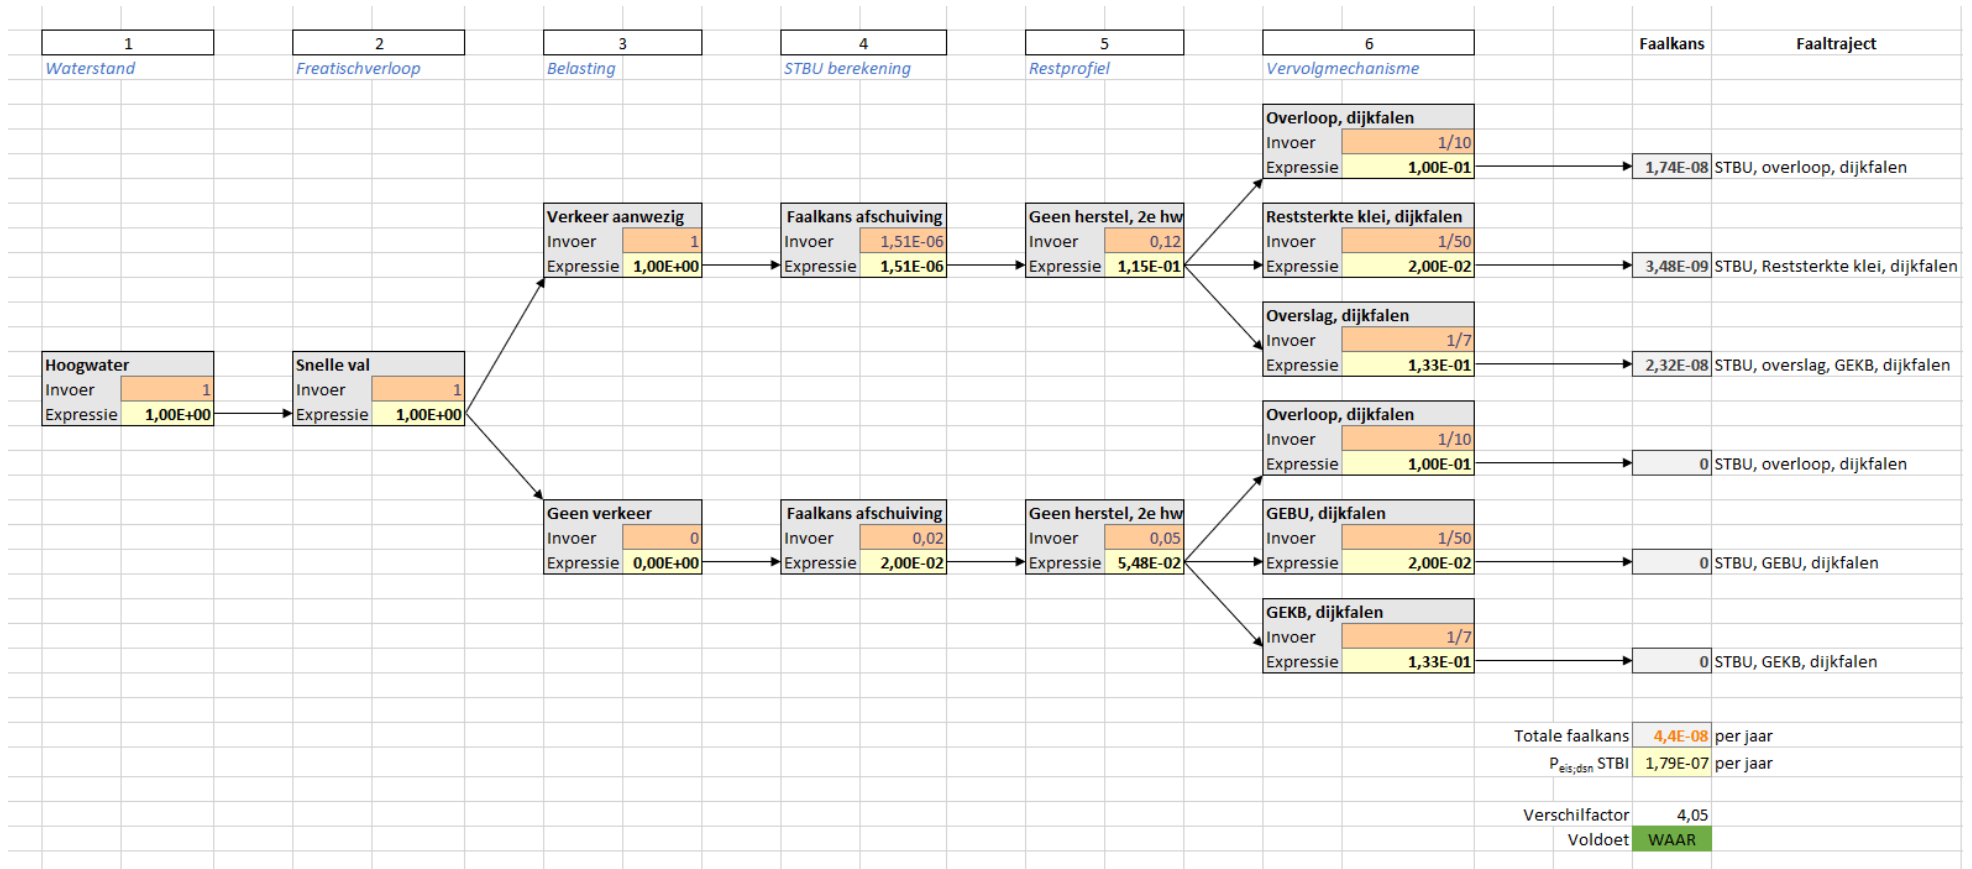 1 2 3 4 5 6 Faalkans Faaltraject
Waterstand Freatischverloop Belasting STBU berekening Restprofiel Vervolgmechanisme
Overloop, dijkfalen
Invoer 1/10
Expressie 1,00E-01 1,74E-08 STBU, overloop, dijkfalen
Verkeer aanwezig Faalkans afschuiving Geen herstel, 2e hw Reststerkte klei, dijkfalen
Invoer 1 Invoer 1,51E-06 Invoer 0,12 Invoer 1/50
Expressie 1,00E+00 Expressie 1,51E-06 Expressie 1,15E-01 Expressie 2,00E-02 3,48E-09 STBU, Reststerkte klei, dijkfalen
Overslag, dijkfalen
Invoer 1/7
Hoogwater Snelle val Expressie 1,33E-01 2,32E-08 STBU, overslag, GEKB, dijkfalen
Invoer 1 Invoer 1
Expressie 1,00E+00 Expressie 1,00E+00 Overloop, dijkfalen
Invoer 1/10
Expressie 1,00E-01 0 STBU, overloop, dijkfalen
Geen verkeer Faalkans afschuiving Geen herstel, 2e hw GEBU, dijkfalen
Invoer 0 Invoer 0,02 Invoer 0,05 Invoer 1/50
Expressie 0,00E+00 Expressie 2,00E-02 Expressie 5,48E-02 Expressie 2,00E-02 0 STBU, GEBU, dijkfalen
GEKB, dijkfalen
Invoer 1/7
Expressie 1,33E-01 0 STBU, GEKB, dijkfalen
Totale faalkans 4,4E-08 per jaar
Peis;dsn STBI 1,79E-07 per jaar
Verschilfactor 4,05
Voldoet WAAR